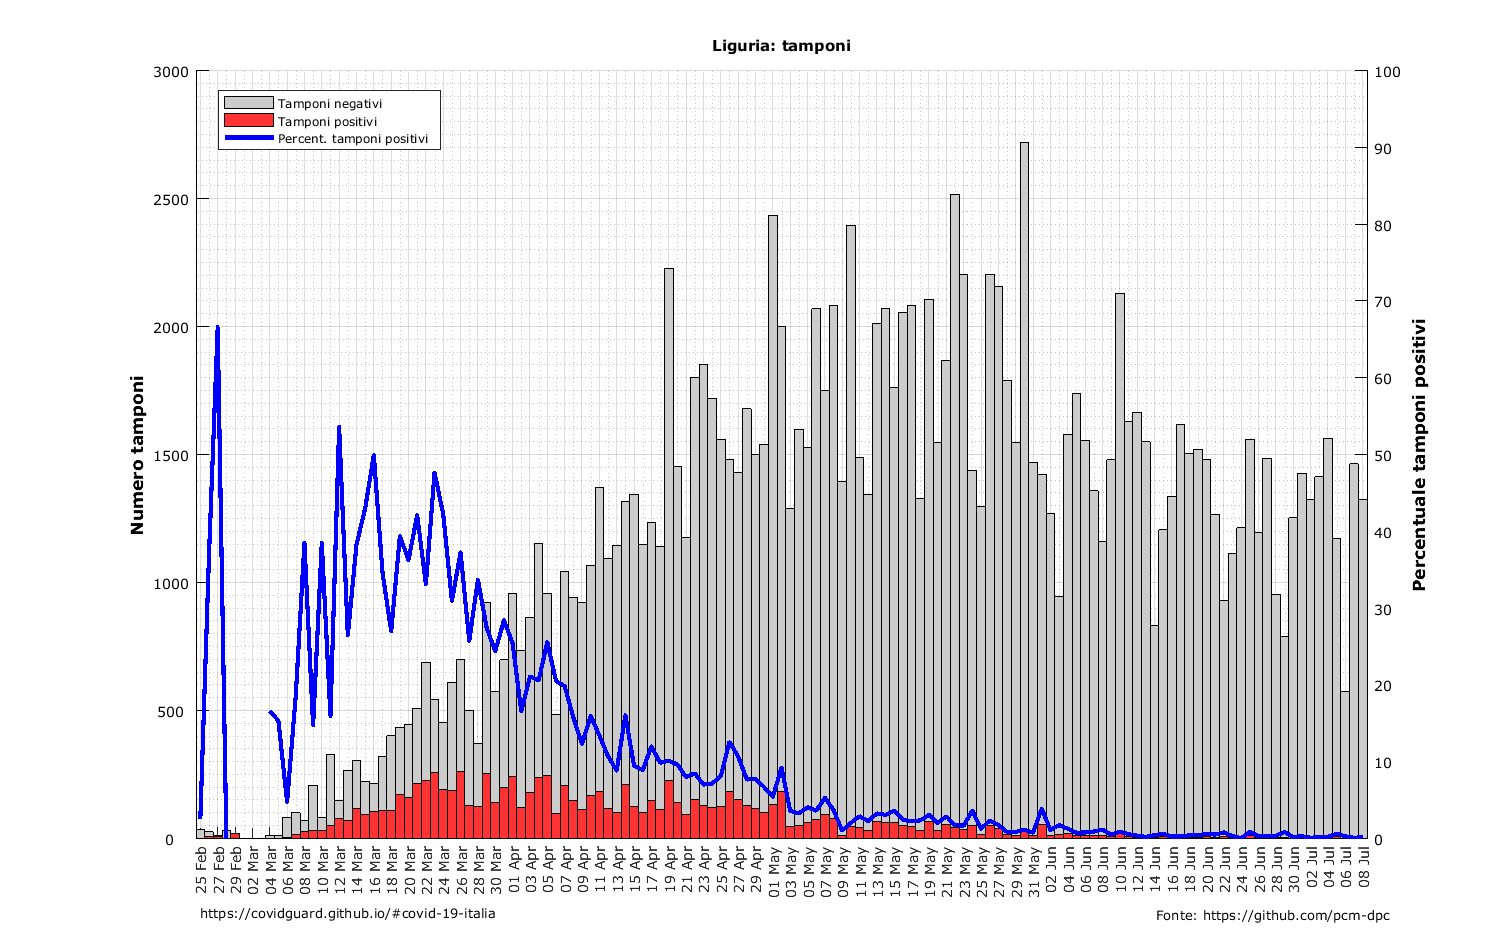 Liguria: tamponi
Tamponi negativi
Tamponi positivi
Percent. tamponi positivi
Numero tamponi
3000
2500
2000
1500
1000
500
0
Percentuale tamponi positivi
100
90
80
70
60
50
40
30
20
10
0
25 Feb
27 Feb
29 Feb
02 Mar
04 Mar
06 Mar
08 Mar
10 Mar
12 Mar
14 Mar
16 Mar
18 Mar
20 Mar
22 Mar
24 Mar
26 Mar
28 Mar
30 Mar
01 Apr
03 Apr
05 Apr
07 Apr
09 Apr
11 Apr
13 Apr
15 Apr
17 Apr
19 Apr
21 Apr
23 Apr
25 Apr
27 Apr
29 Apr
01 May
03 May
05 May
07 May
09 May
11 May
13 May
15 May
17 May
19 May
21 May
23 May
25 May
27 May
29 May
31 May
02 Jun
04 Jun
06 Jun
08 Jun
10 Jun
12 Jun
14 Jun
16 Jun
18 Jun
20 Jun
22 Jun
24 Jun
26 Jun
28 Jun
30 Jun
02 Jul
04 Jul
06 Jul
08 Jul
https://covidguard.github.io/#covid-19-italia
Fonte: https://github.com/pcm-dpc